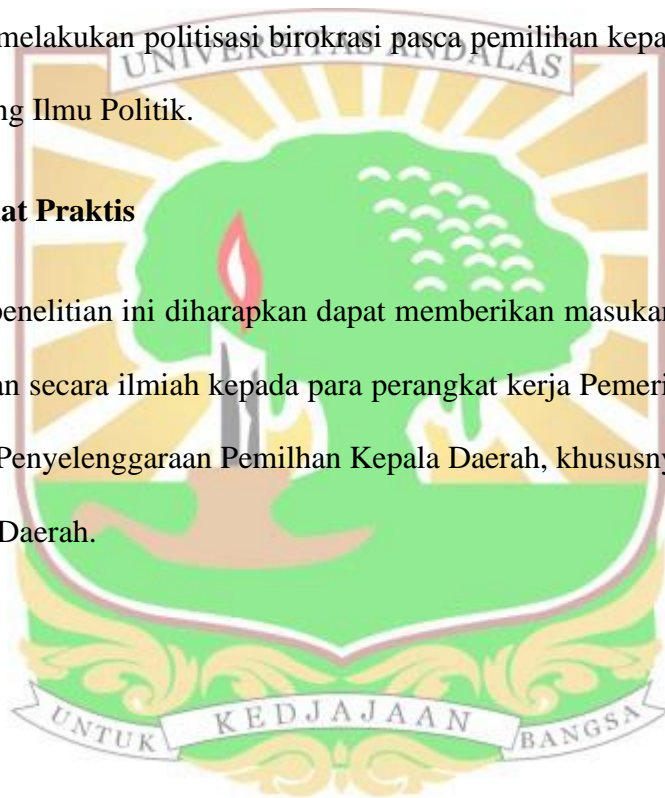 melakukan politisasi birokrasi pasca pemilihan kepa
UNIVERSITAS ANDALAS
ng Ilmu Politik.
at Praktis
penelitian ini diharapkan dapat memberikan masukan
an secara ilmiah kepada para perangkat kerja Pemeri
Penyelenggaraan Pemilhan Kepala Daerah, khususny
Daerah.
UNTUK KEDJAJAAN BANGSA